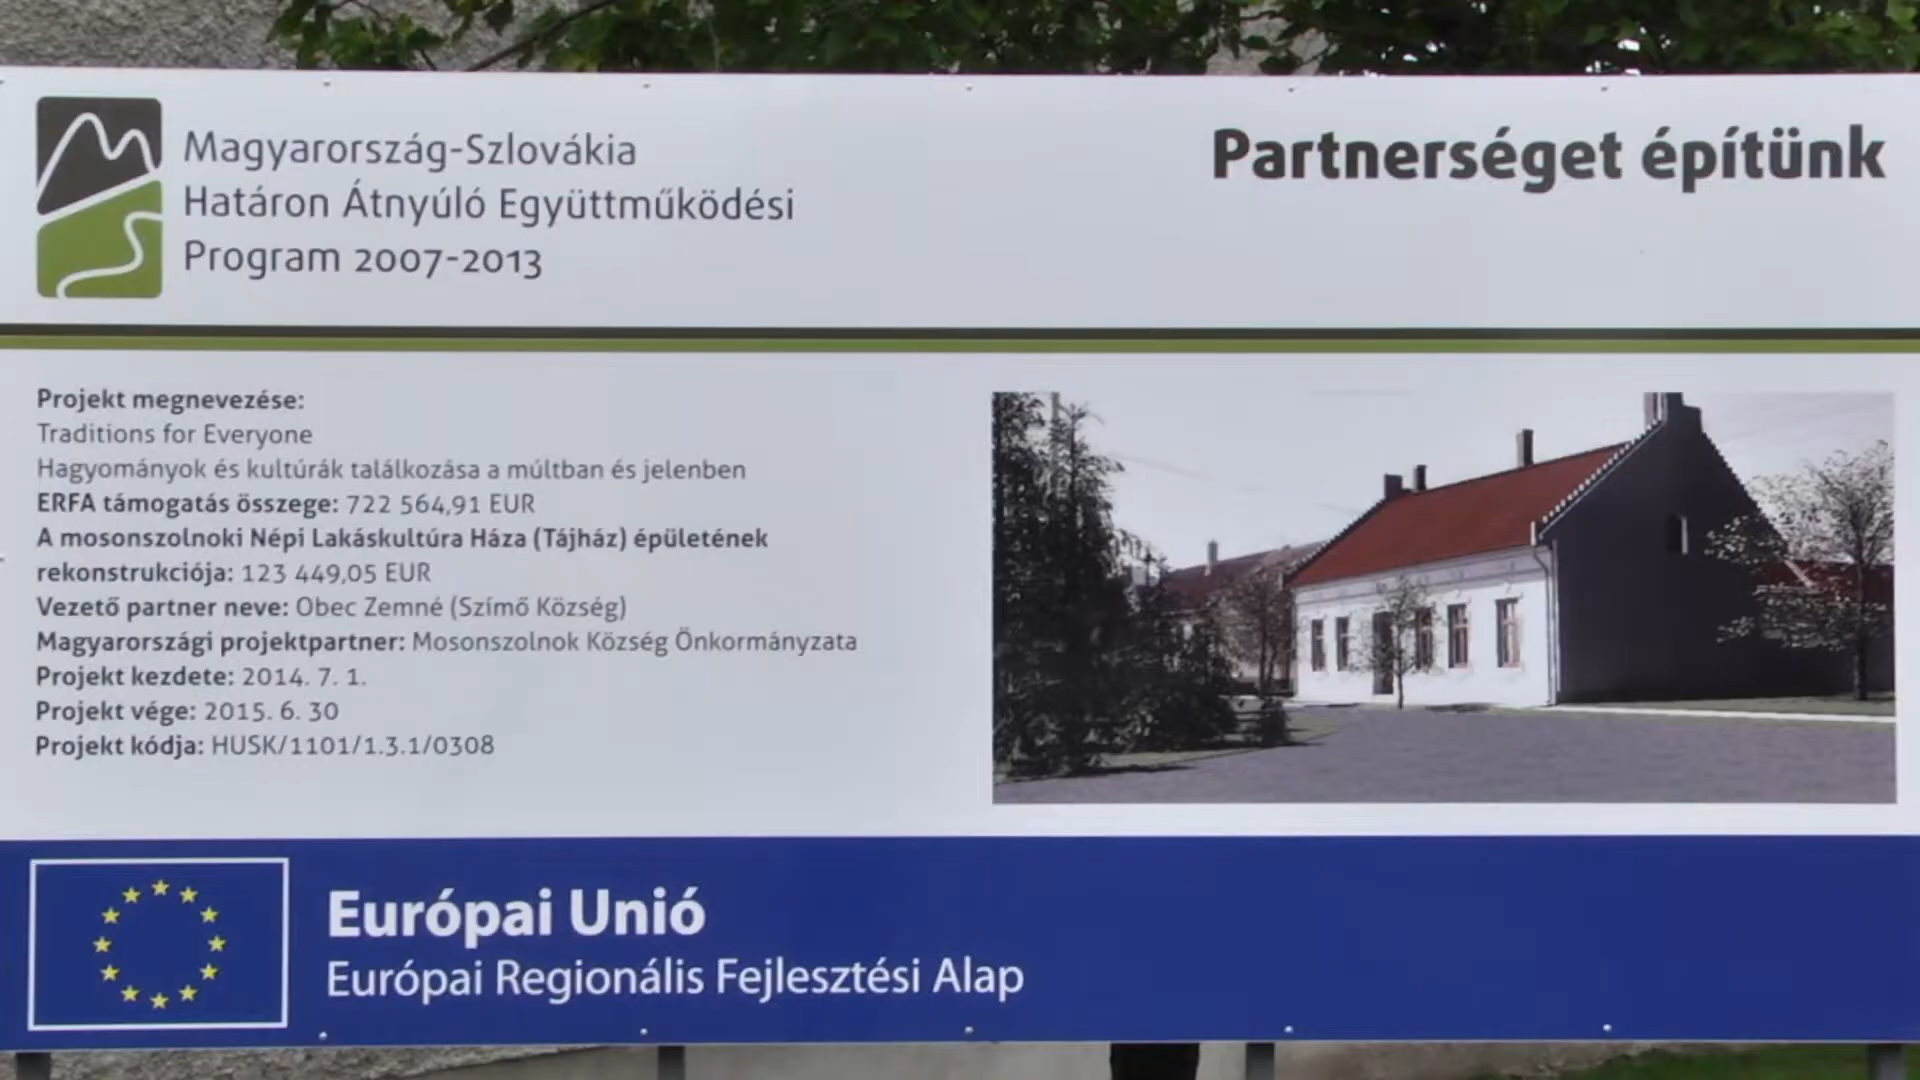 Magyarország-Szlovákia
Határon Átnyúló Együttműködési
Program 2007-2013
Partnerséget építünk
Projekt megnevezése:
Traditions for Everyone
Hagyományok és kultúrák találkozása a múltban és jelenben
ERFA támogatás összege: 722 564,91 EUR
A mosonszolnoki Népi Lakáskultúra Háza (Tájház) épületének
rekonstrukciója: 123 449,05 EUR
Vezető partner neve: Obec Zemné (Szímő Község)
Magyarországi projektpartner: Mosonszolnok Község Önkormányzata
Projekt kezdete: 2014. 7. 1.
Projekt vége: 2015. 6. 30
Projekt kódja: HUSK/1101/1.3.1/0308
Európai Unió
Európai Regionális Fejlesztési Alap